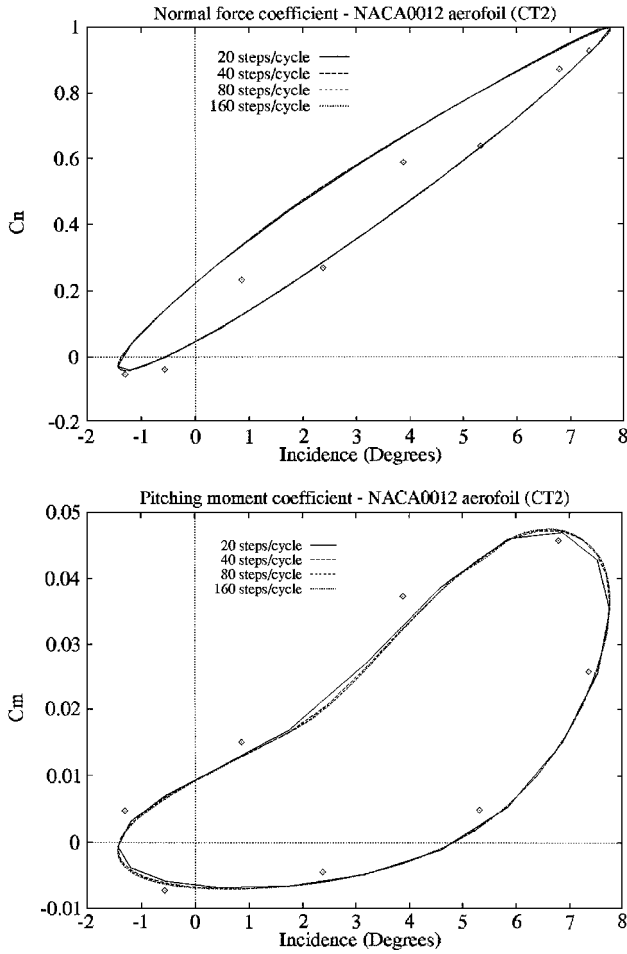 Normal force coefficient - NACA0012 aerofoil (CT2)
20 steps/cycle
40 steps/cycle
80 steps/cycle
160 steps/cycle
Cn
1
0.8
0.6
0.4
0.2
0
-0.2
-2 -1 0 1 2 3 4 5 6 7 8
Incidence (Degrees)
Pitching moment coefficient - NACA0012 aerofoil (CT2)
20 steps/cycle
40 steps/cycle
80 steps/cycle
160 steps/cycle
Cm
0.05
0.04
0.03
0.02
0.01
0
-0.01
-2 -1 0 1 2 3 4 5 6 7 8
Incidence (Degrees)